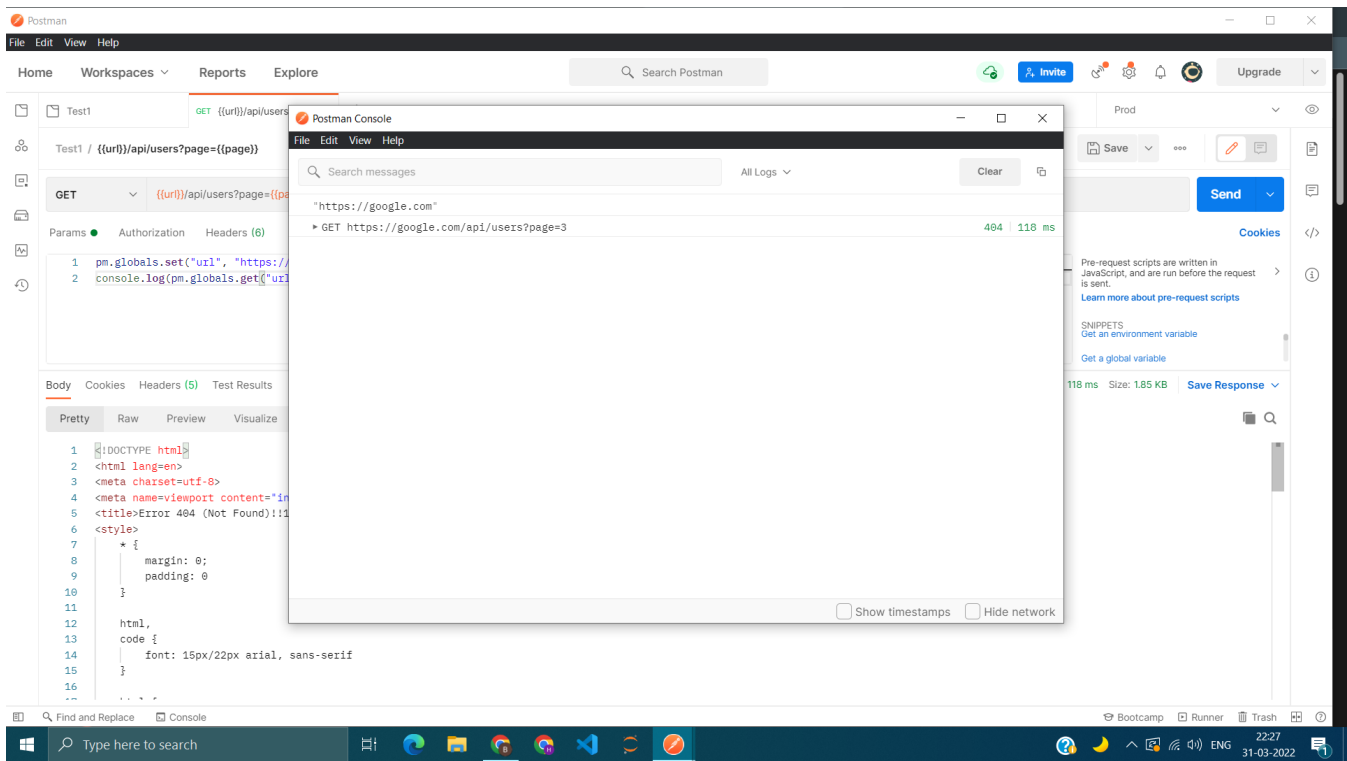 Postman
File Edit View Help
Home Workspaces Reports Explore Search Postman Invite Upgrade
Test1 GET {{url}}/api/users Prod
Test1 / {{url}}/api/users?page={{page}} Save
GET {{url}}/api/users?page={{pa Send
Params Authorization Headers (6) Cookies
1 pm.globals.set("url", "https://
2 console.log(pm.globals.get("url
Pre-request scripts are written in
JavaScript, and are run before the request
is sent.
Learn more about pre-request scripts
SNIPPETS
Get an environment variable
Get a global variable
Postman Console
File Edit View Help
Search messages All Logs Clear
"https://google.com"
GET https://google.com/api/users?page=3 404 118 ms
Show timestamps Hide network
Body Cookies Headers (5) Test Results 118 ms Size: 1.85 KB Save Response
Pretty Raw Preview Visualize
1 <!DOCTYPE html>
2 <html lang=en>
3 <meta charset=utf-8>
4 <meta name=viewport content="in
5 <title>Error 404 (Not Found)!!1
6 <style>
7 * {
8 margin: 0;
9 padding: 0
10 }
11
12 html,
13 code {
14 font: 15px/22px arial, sans-serif
15 }
16
Find and Replace Console Bootcamp Runner Trash
Type here to search ENG 22:27
31-03-2022
1